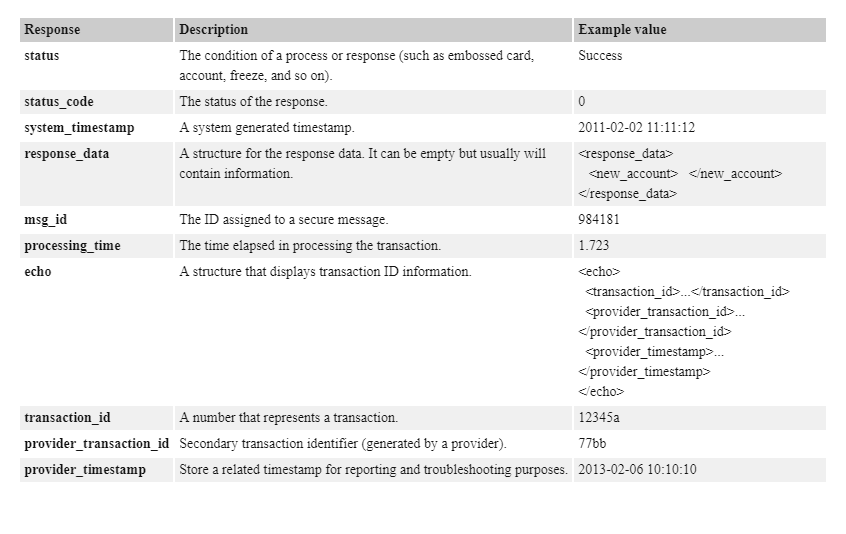 Response Description Example value
status The condition of a process or response (such as embossed card, Success
account, freeze, and so on).
status_code The status of the response. 0
system_timestamp A system generated timestamp. 2011-02-02 11:11:12
response_data A structure for the response data. It can be empty but usually will <response_data>
contain information. <new_account> </new_account>
</response_data>
msg_id The ID assigned to a secure message. 984181
processing_time The time elapsed in processing the transaction. 1.723
echo A structure that displays transaction ID information. <echo>
<transaction_id>...</transaction_id>
<provider_transaction_id>...
</provider_transaction_id>
<provider_timestamp>...
</provider_timestamp>
</echo>
transaction_id A number that represents a transaction. 12345a
provider_transaction_id Secondary transaction identifier (generated by a provider). 77bb
provider_timestamp Store a related timestamp for reporting and troubleshooting purposes. 2013-02-06 10:10:10